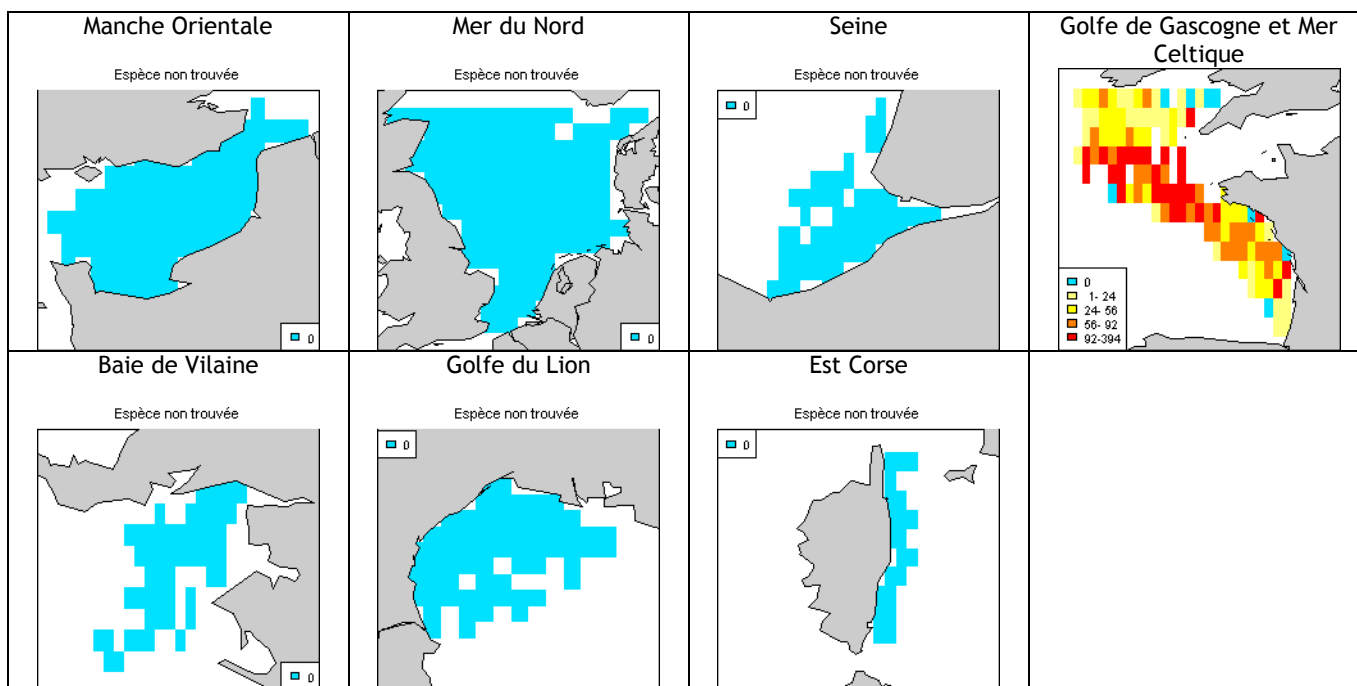 Manche Orientale
Espèce non trouvée
0
Mer du Nord
Espèce non trouvée
0
Seine
Espèce non trouvée
0
Golfe de Gascogne et Mer
Celtique
0
1- 24
24- 56
56- 92
92-394
Baie de Vilaine
Espèce non trouvée
0
Golfe du Lion
Espèce non trouvée
0
Est Corse
Espèce non trouvée
0